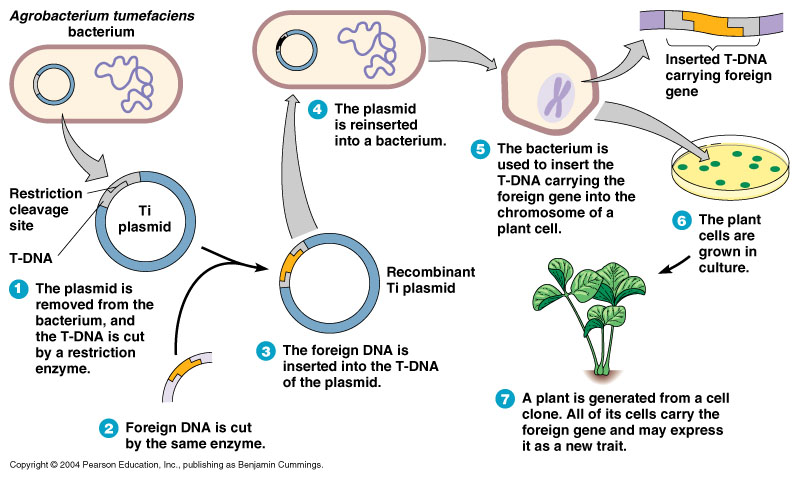 Agrobacterium tumefaciens
bacterium
Restriction
cleavage
site
T-DNA
Ti
plasmid
1 The plasmid is
removed from the
bacterium, and
the T-DNA is cut
by a restriction
enzyme.
2 Foreign DNA is cut
by the same enzyme.
Recombinant
Ti plasmid
3 The foreign DNA is
inserted into the T-DNA
of the plasmid.
4 The plasmid
is reinserted
into a bacterium.
5 The bacterium is
used to insert the
T-DNA carrying the
foreign gene into the
chromosome of a
plant cell.
Inserted T-DNA
carrying foreign
gene
6 The plant
cells are
grown in
culture.
7 A plant is generated from a cell
clone. All of its cells carry the
foreign gene and may express
it as a new trait.
Copyright © 2004 Pearson Education, Inc., publishing as Benjamin Cummings.